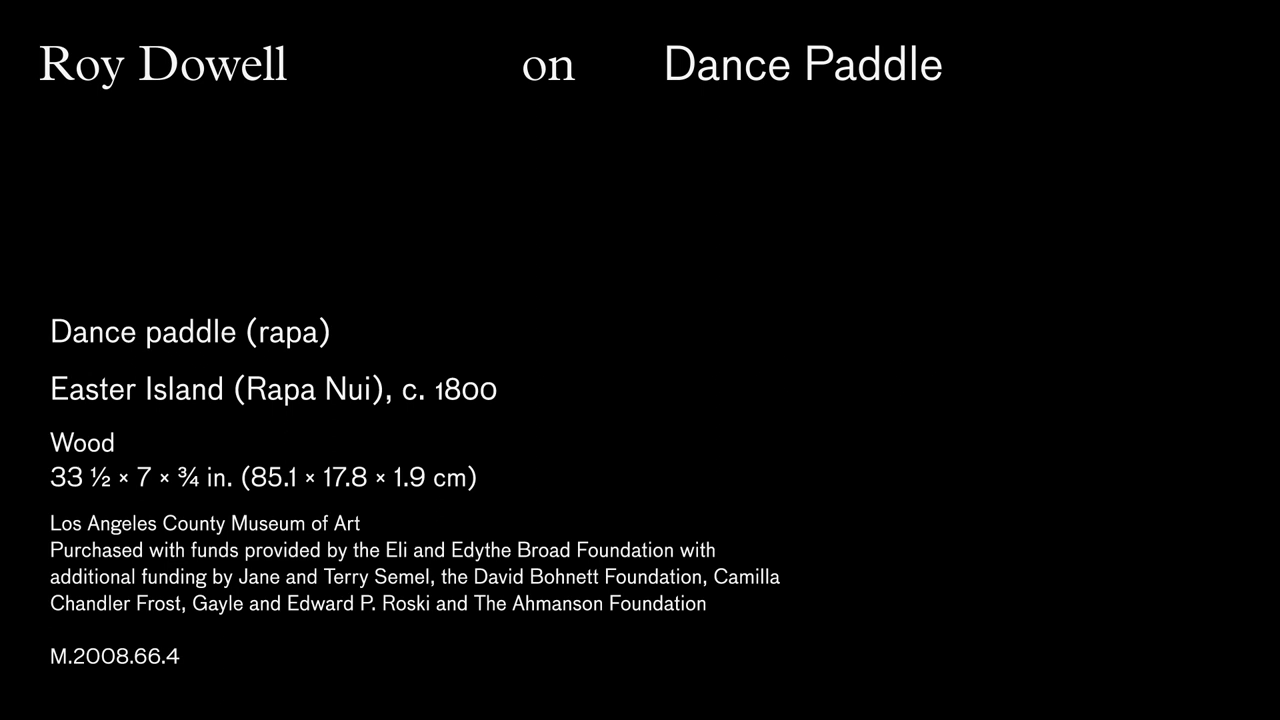 Roy Dowell on Dance Paddle
Dance paddle (rapa)
Easter Island (Rapa Nui), c. 1800
Wood
33 ½ × 7 × ¾ in. (85.1 × 17.8 × 1.9 cm)
Los Angeles County Museum of Art
Purchased with funds provided by the Eli and Edythe Broad Foundation with
additional funding by Jane and Terry Semel, the David Bohnett Foundation, Camilla
Chandler Frost, Gayle and Edward P. Roski and The Ahmanson Foundation
M.2008.66.4